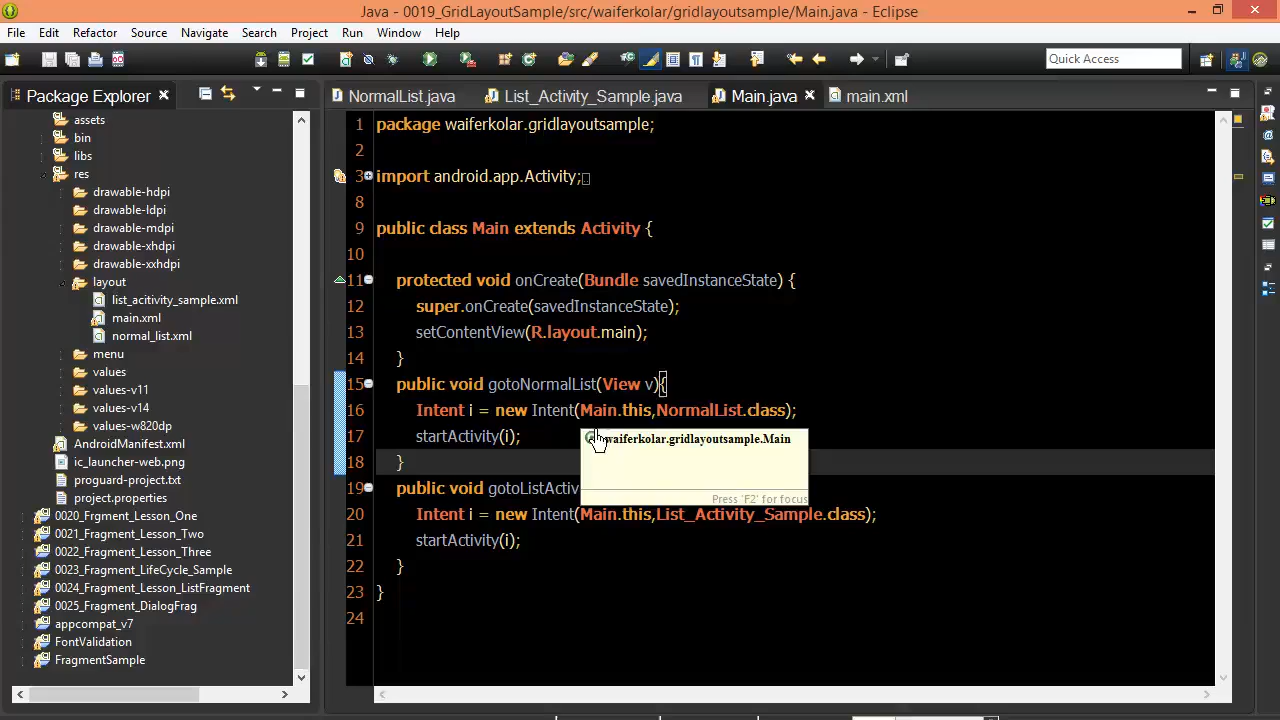 Java - 0019_GridLayoutSample/src/waiferkolar/gridlayoutsample/Main.java - Eclipse
File Edit Refactor Source Navigate Search Project Run Window Help
Quick Access
Package Explorer
NormalList.java List_Activity_Sample.java Main.java main.xml
assets
bin
libs
res
drawable-hdpi
drawable-ldpi
drawable-mdpi
drawable-xhdpi
drawable-xxhdpi
layout
list_acitivity_sample.xml
main.xml
normal_list.xml
menu
values
values-v11
values-v14
values-w820dp
AndroidManifest.xml
ic_launcher-web.png
proguard-project.txt
project.properties
0020_Frgment_Lesson_One
0021_Fragment_Lesson_Two
0022_Fragment_Lesson_Three
0023_Fragment_LifeCycle_Sample
0024_Fragment_Lesson_ListFragment
0025_Fragment_DialogFrag
appcompat_v7
FontValidation
FragmentSample
1 package waiferkolar.gridlayoutsample;
2
3 import android.app.Activity;
8
9 public class Main extends Activity {
10
11 protected void onCreate(Bundle savedInstanceState) {
12 super.onCreate(savedInstanceState);
13 setContentView(R.layout.main);
14 }
15 public void gotoNormalList(View v){
16 Intent i = new Intent(Main.this,NormalList.class);
17 startActivity(i);
waiferkolar.gridlayoutsample.Main
18 }
Press 'F2' for focus
19 public void gotoListActiv
20 Intent i = new Intent(Main.this,List_Activity_Sample.class);
21 startActivity(i);
22 }
23 }
24